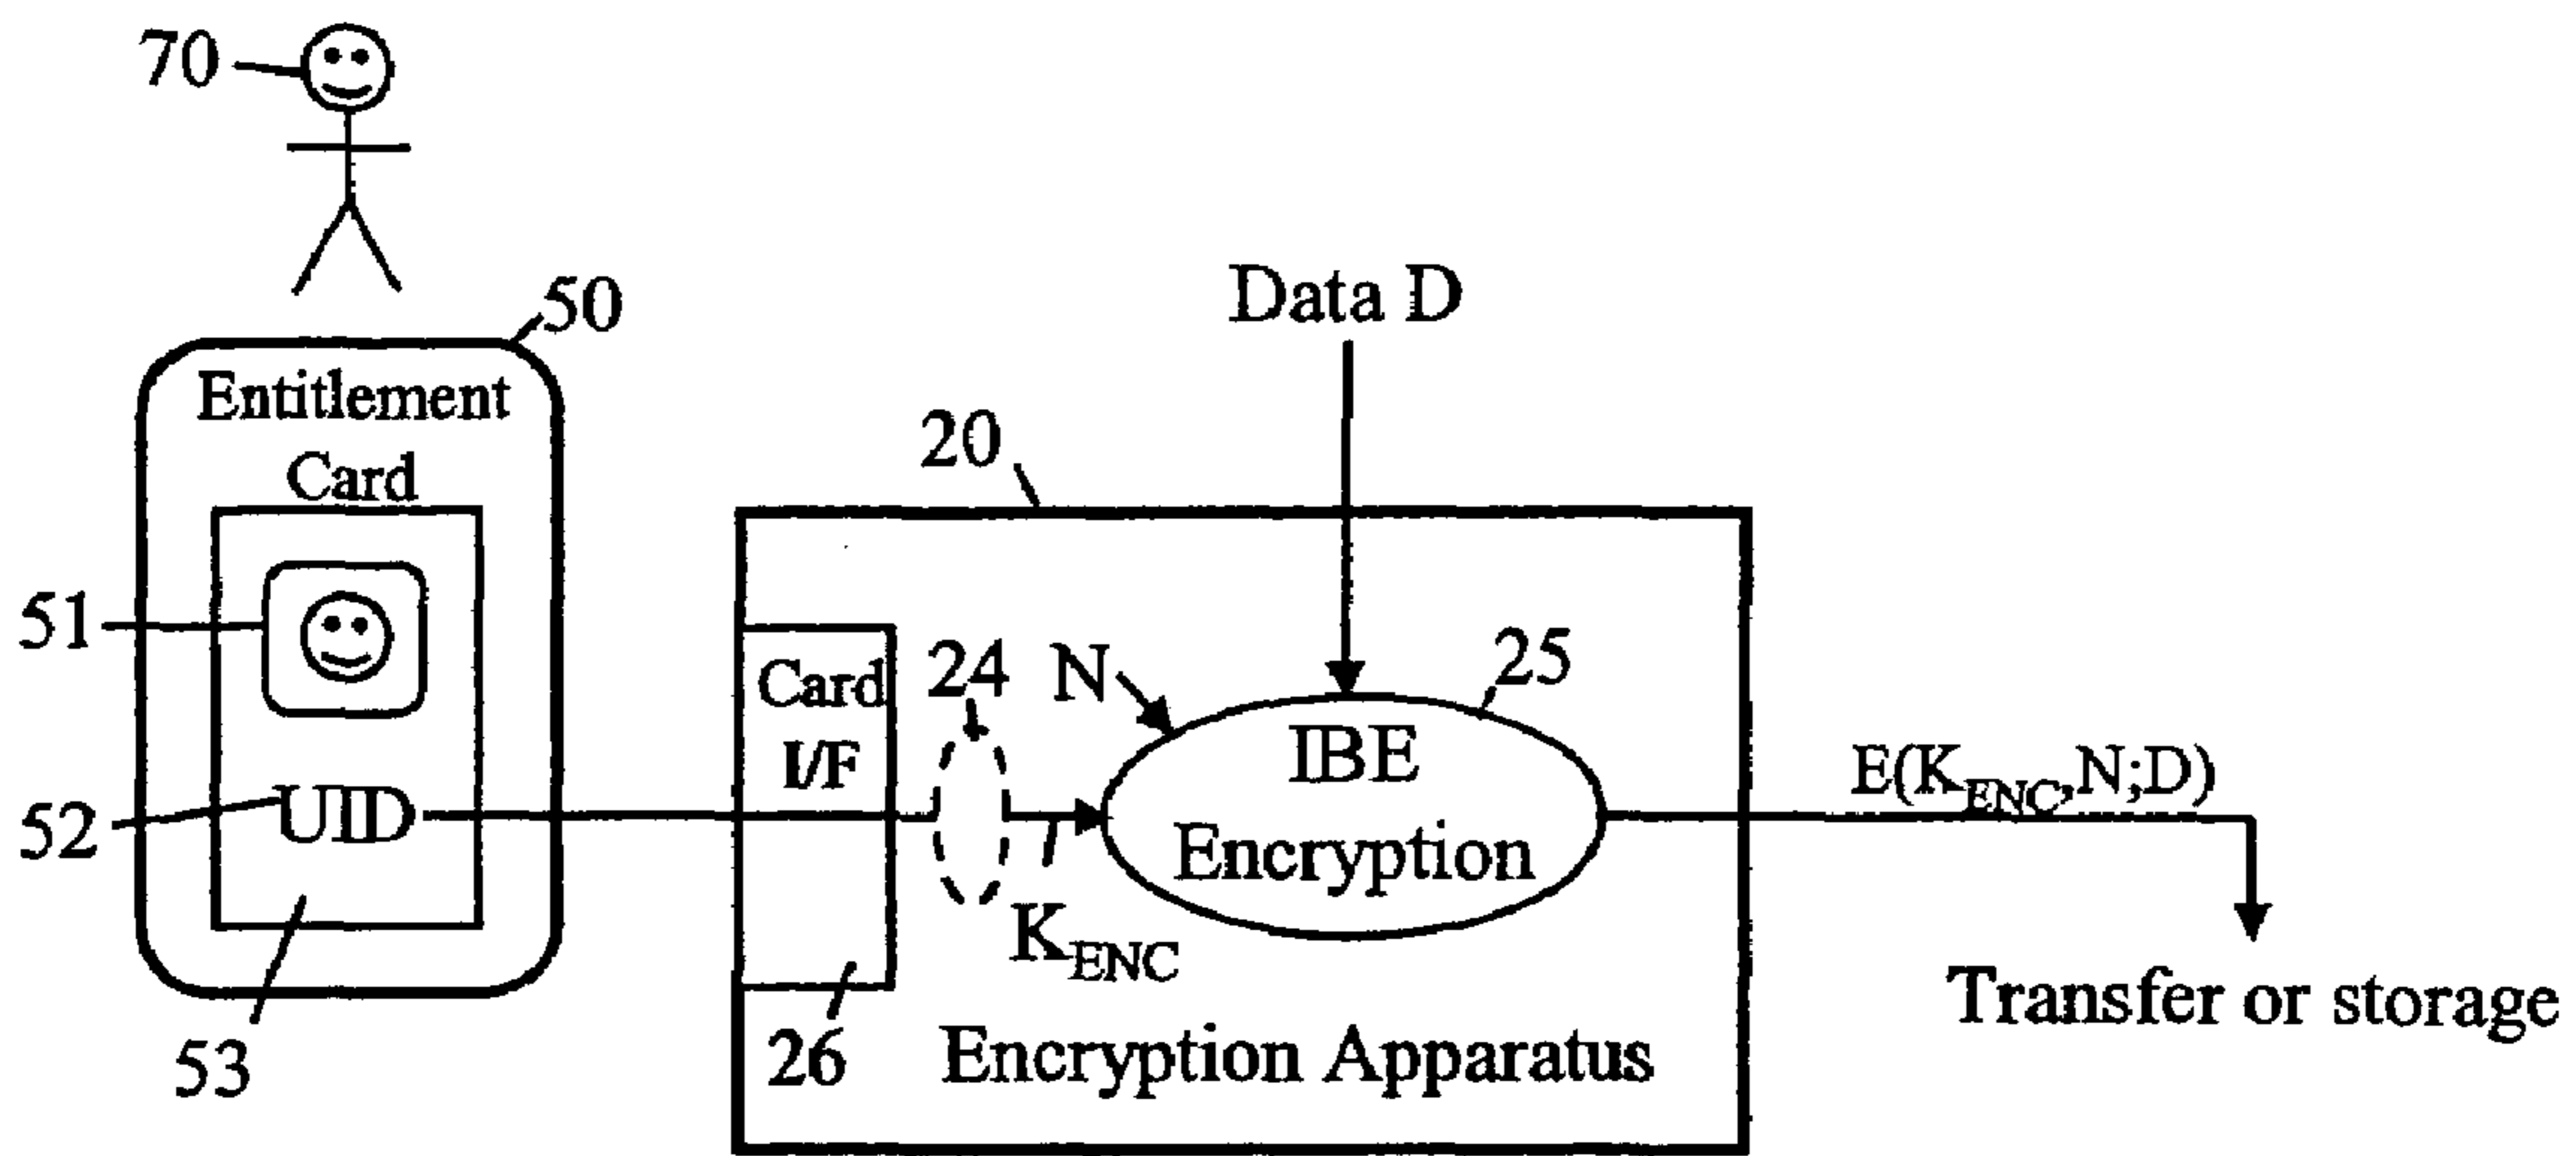 70
50
Entitlement
Card
51
52
UID
53
Data D
20
Card
I/F
24
N
25
IBE
Encryption
K_ENC
26
Encryption Apparatus
E(K_ENC,N;D)
Transfer or storage